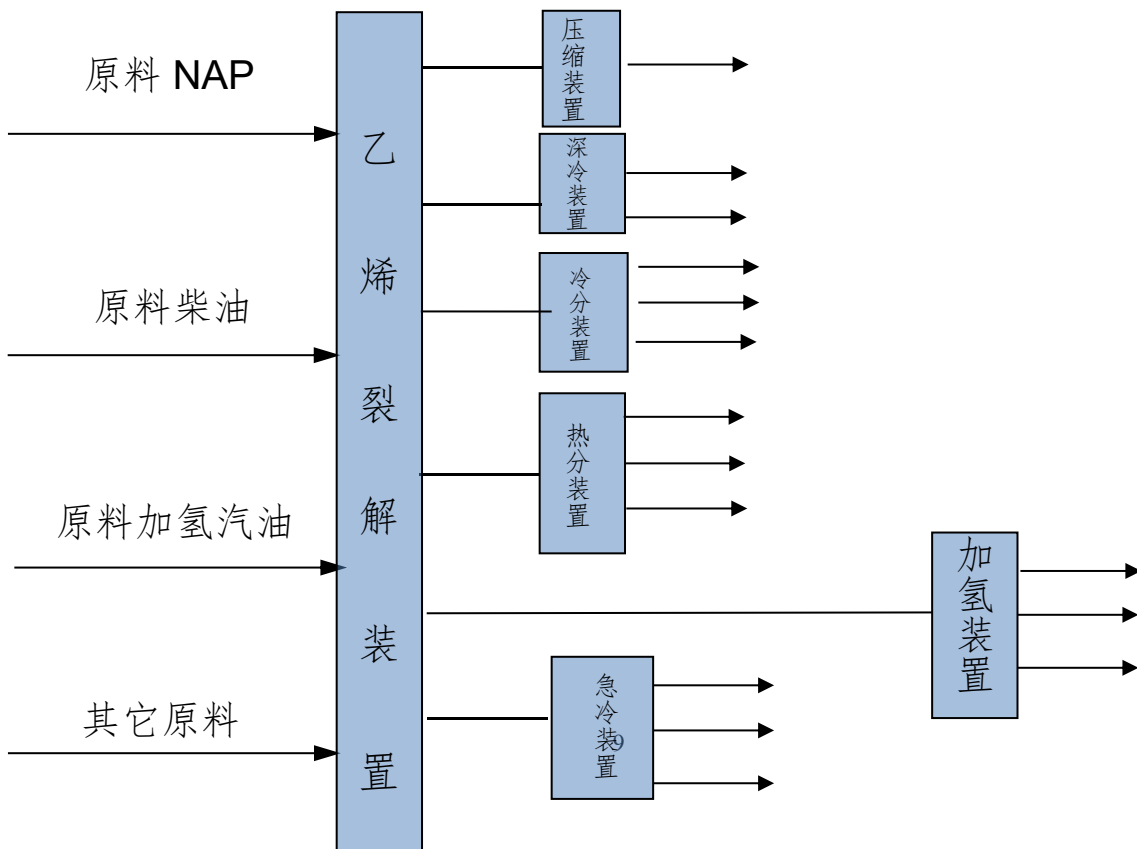 原料 NAP
原料柴油
原料加氢汽油
其它原料
乙烯裂解装置
压缩装置
深冷装置
冷分装置
热分装置
加氢装置
急冷装置
9